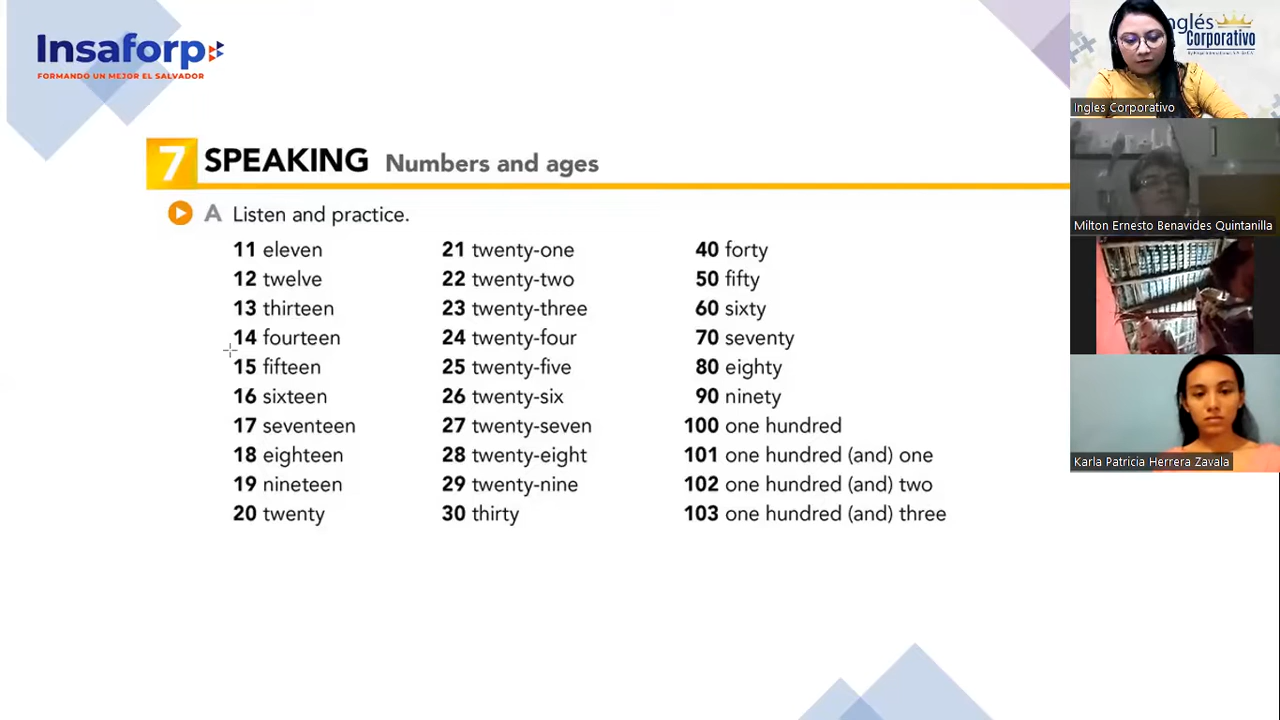 Insaforp
FORMANDO UN MEJOR EL SALVADOR
7 SPEAKING Numbers and ages
A Listen and practice.
11 eleven
12 twelve
13 thirteen
14 fourteen
15 fifteen
16 sixteen
17 seventeen
18 eighteen
19 nineteen
20 twenty
21 twenty-one
22 twenty-two
23 twenty-three
24 twenty-four
25 twenty-five
26 twenty-six
27 twenty-seven
28 twenty-eight
29 twenty-nine
30 thirty
40 forty
50 fifty
60 sixty
70 seventy
80 eighty
90 ninety
100 one hundred
101 one hundred (and) one
102 one hundred (and) two
103 one hundred (and) three
Corporativo
Ingles Corporativo
Milton Ernesto Benavides Quintanilla
Karla Patricia Herrera Zavala